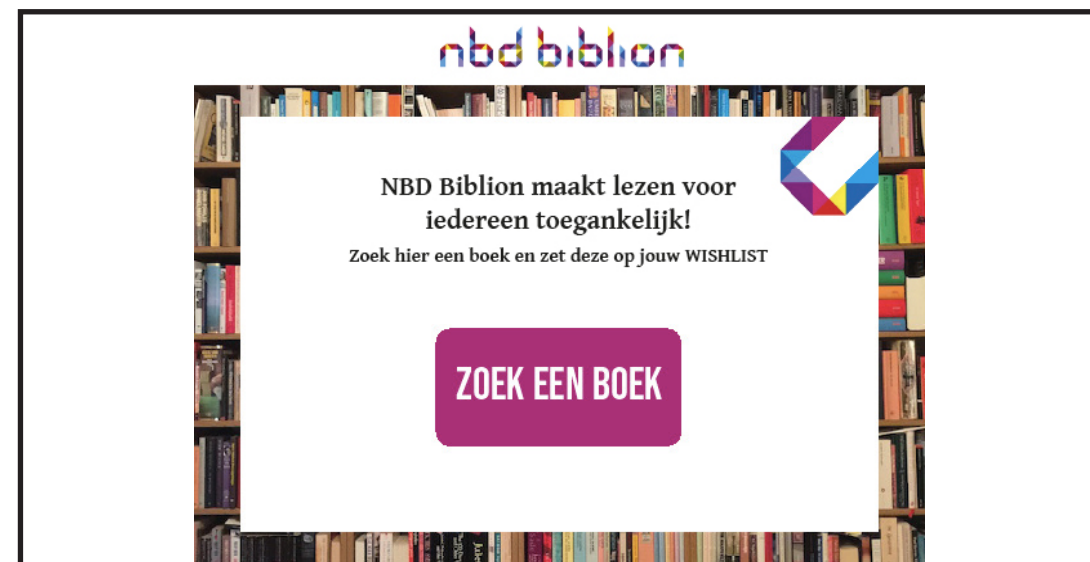 nbd biblion
NBD Biblion maakt lezen voor
iedereen toegankelijk!
Zoek hier een boek en zet deze op jouw WISHLIST
ZOEK EEN BOEK